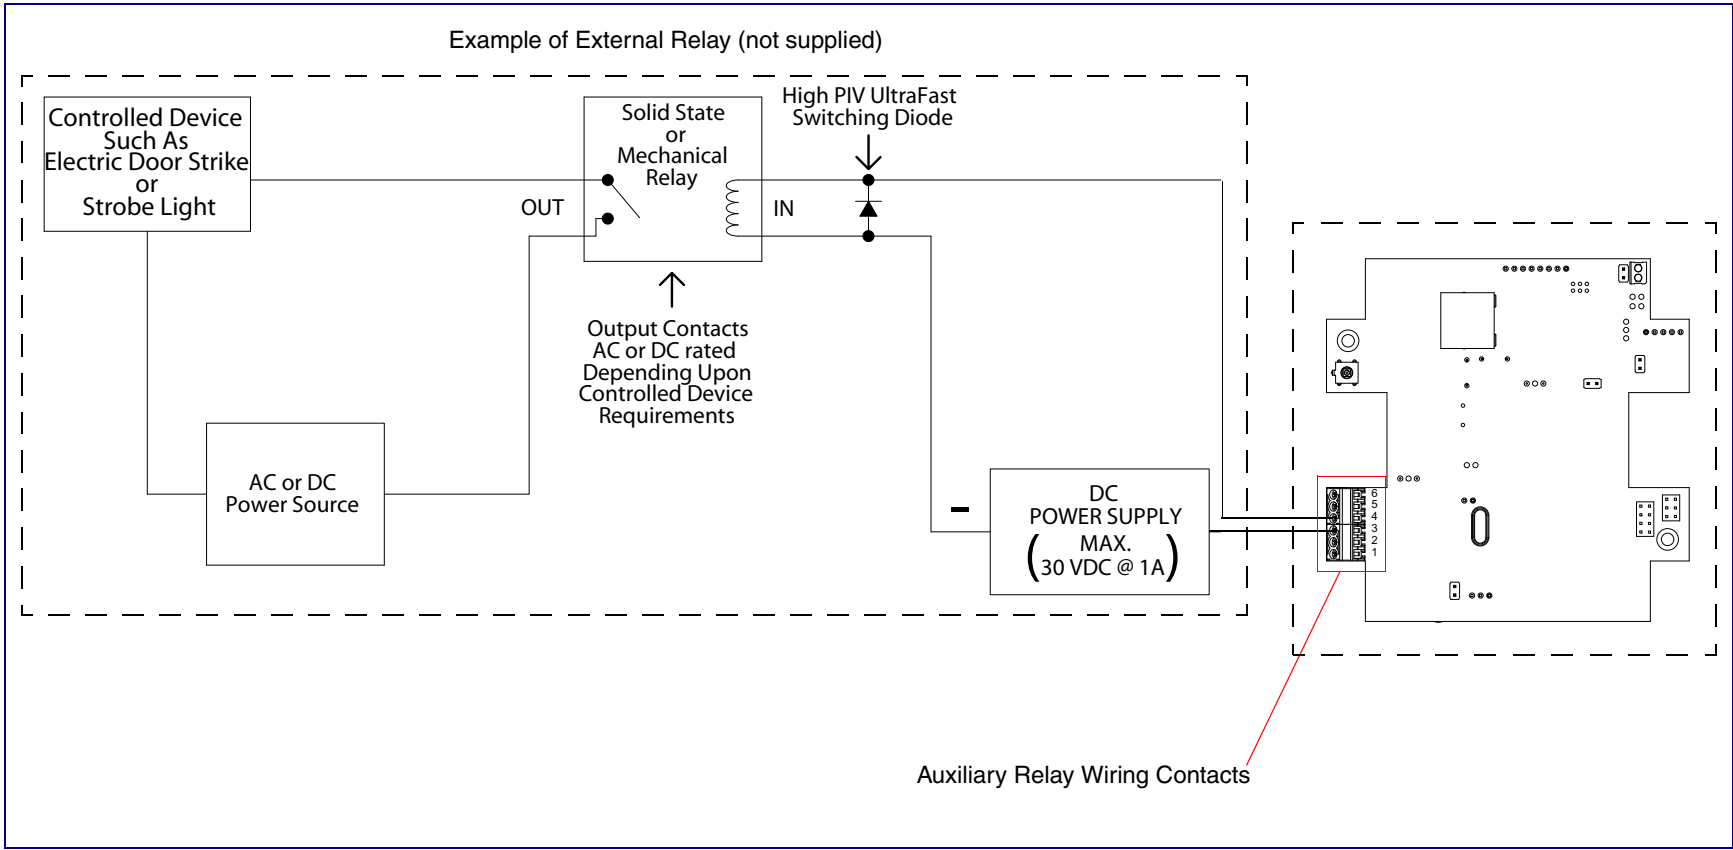 Example of External Relay (not supplied)
Controlled Device
Such As
Electric Door Strike
or
Strobe Light
Solid State
or
Mechanical
Relay
High PIV UltraFast
Switching Diode
OUT
IN
Output Contacts
AC or DC rated
Depending Upon
Controlled Device
Requirements
AC or DC
Power Source
-
DC
POWER SUPPLY
MAX.
(30 VDC @ 1A)
6
5
4
3
2
1
Auxiliary Relay Wiring Contacts